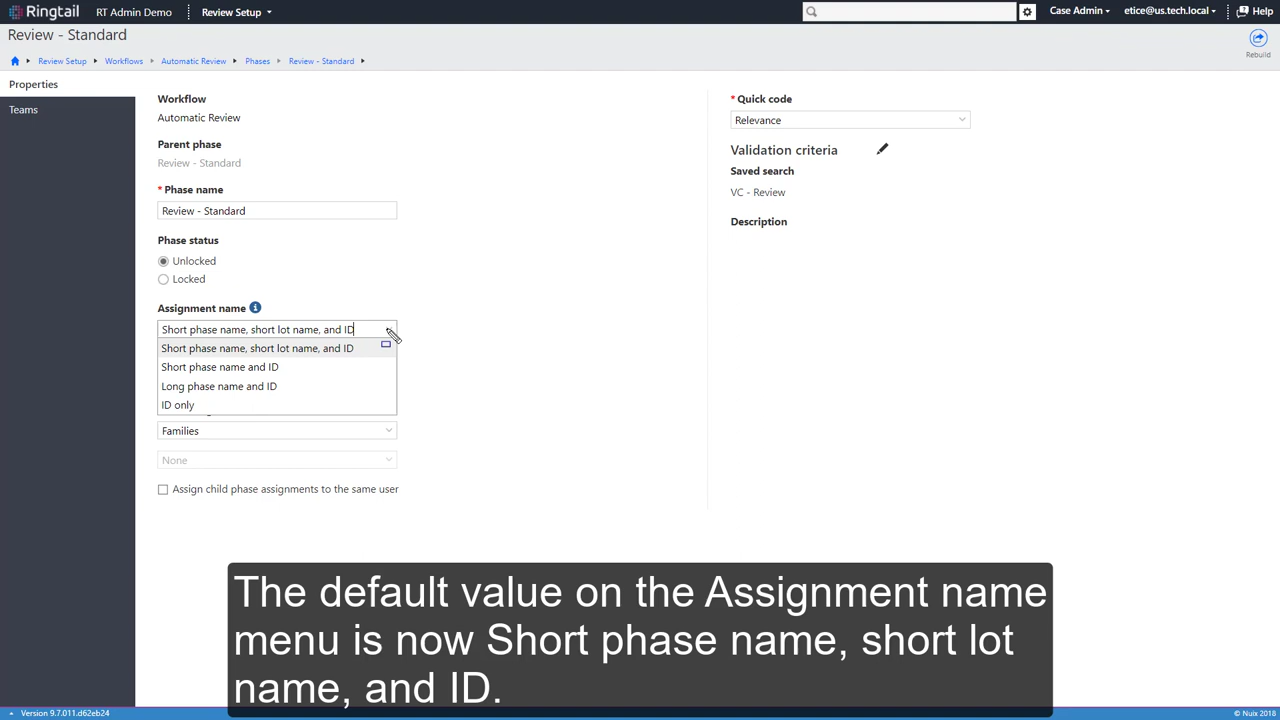 Ringtail RT Admin Demo Review Setup Case Admin etice@us.tech.local Help
Review - Standard
Rebuild
Review Setup Workflows Automatic Review Phases Review - Standard
Properties
Teams
Workflow
Automatic Review
Parent phase
Review - Standard
* Phase name
Review - Standard
Phase status
Unlocked
Locked
Assignment name
Short phase name, short lot name, and ID
Short phase name, short lot name, and ID
Short phase name and ID
Long phase name and ID
ID only
Families
None
Assign child phase assignments to the same user
* Quick code
Relevance
Validation criteria
Saved search
VC - Review
Description
The default value on the Assignment name
menu is now Short phase name, short lot
name, and ID.
Version 9.7.011.d62eb24 © Nuix 2018